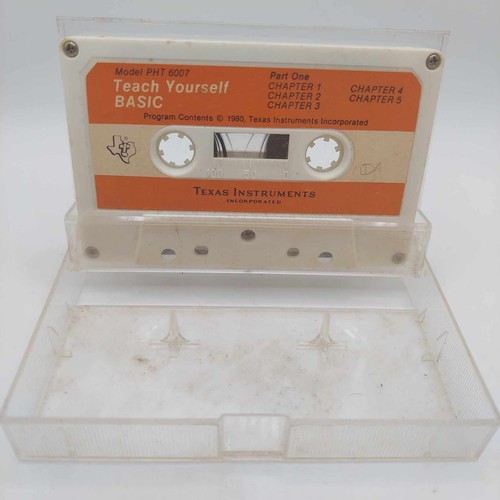 Model PHT 6007
Teach Yourself
BASIC
Part One
CHAPTER 1
CHAPTER 2
CHAPTER 3
CHAPTER 4
CHAPTER 5
Program Contents © 1980, Texas Instruments Incorporated
TEXAS INSTRUMENTS
INCORPORATED